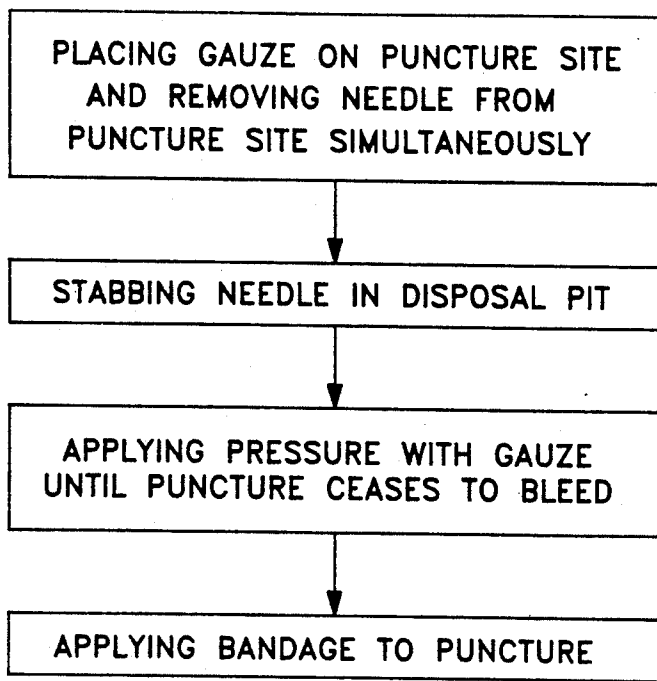 PLACING GAUZE ON PUNCTURE SITE
AND REMOVING NEEDLE FROM
PUNCTURE SITE SIMULTANEOUSLY
STABBING NEEDLE IN DISPOSAL PIT
APPLYING PRESSURE WITH GAUZE
UNTIL PUNCTURE CEASES TO BLEED
APPLYING BANDAGE TO PUNCTURE